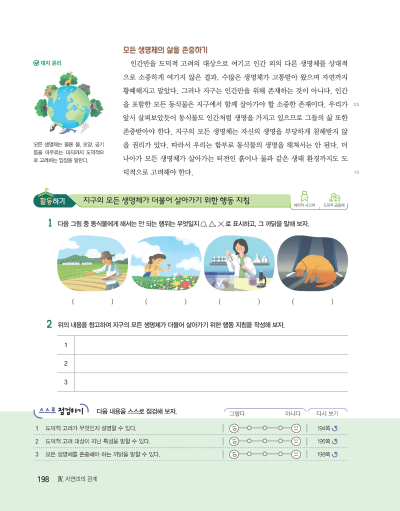 모든 생명체의 삶을 존중하기
대지 윤리
인간만을 도덕적 고려의 대상으로 여기고 인간 외의 다른 생명체를 상대적
으로 소중하게 여기지 않은 결과, 수많은 생명체가 고통받아 왔으며 자연까지
황폐해지고 말았다. 그러나 지구는 인간만을 위해 존재하는 것이 아니다. 인간
을 포함한 모든 동식물은 지구에서 함께 살아가야 할 소중한 존재이다. 우리가
05
앞서 살펴보았듯이 동식물도 인간처럼 생명을 가지고 있으므로 그들의 삶 또한
존중받아야 한다. 지구의 모든 생명체는 자신의 생명을 부당하게 침해받지 않
을 권리가 있다. 따라서 우리는 함부로 동식물의 생명을 해쳐서는 안 된다. 더
나아가 모든 생명체가 살아가는 터전인 흙이나 물과 같은 생태 환경까지도 도
덕적으로 고려해야 한다.
10
모든 생명체는 물론 물, 토양, 공기
등을 아우르는 대지까지 도덕적으
로 고려하는 입장을 말한다.
활동하기
지구의 모든 생명체가 더불어 살아가기 위한 행동 지침
비판적 사고력
도덕적 공동체
1 다음 그림 중 동식물에게 해서는 안 되는 행위는 무엇일지 ○, △, ×로 표시하고, 그 까닭을 말해 보자.
( ) ( ) ( ) ( )
2 위의 내용을 참고하여 지구의 모든 생명체가 더불어 살아가기 위한 행동 지침을 작성해 보자.
1
2
3
스스로 점검하기
다음 내용을 스스로 점검해 보자.
그렇다 아니다 다시 보기
1 도덕적 고려가 무엇인지 설명할 수 있다. 194쪽
2 도덕적 고려 대상이 지닌 특성을 말할 수 있다. 195쪽
3 모든 생명체를 존중해야 하는 까닭을 말할 수 있다. 198쪽
198 Ⅳ. 자연과의 관계